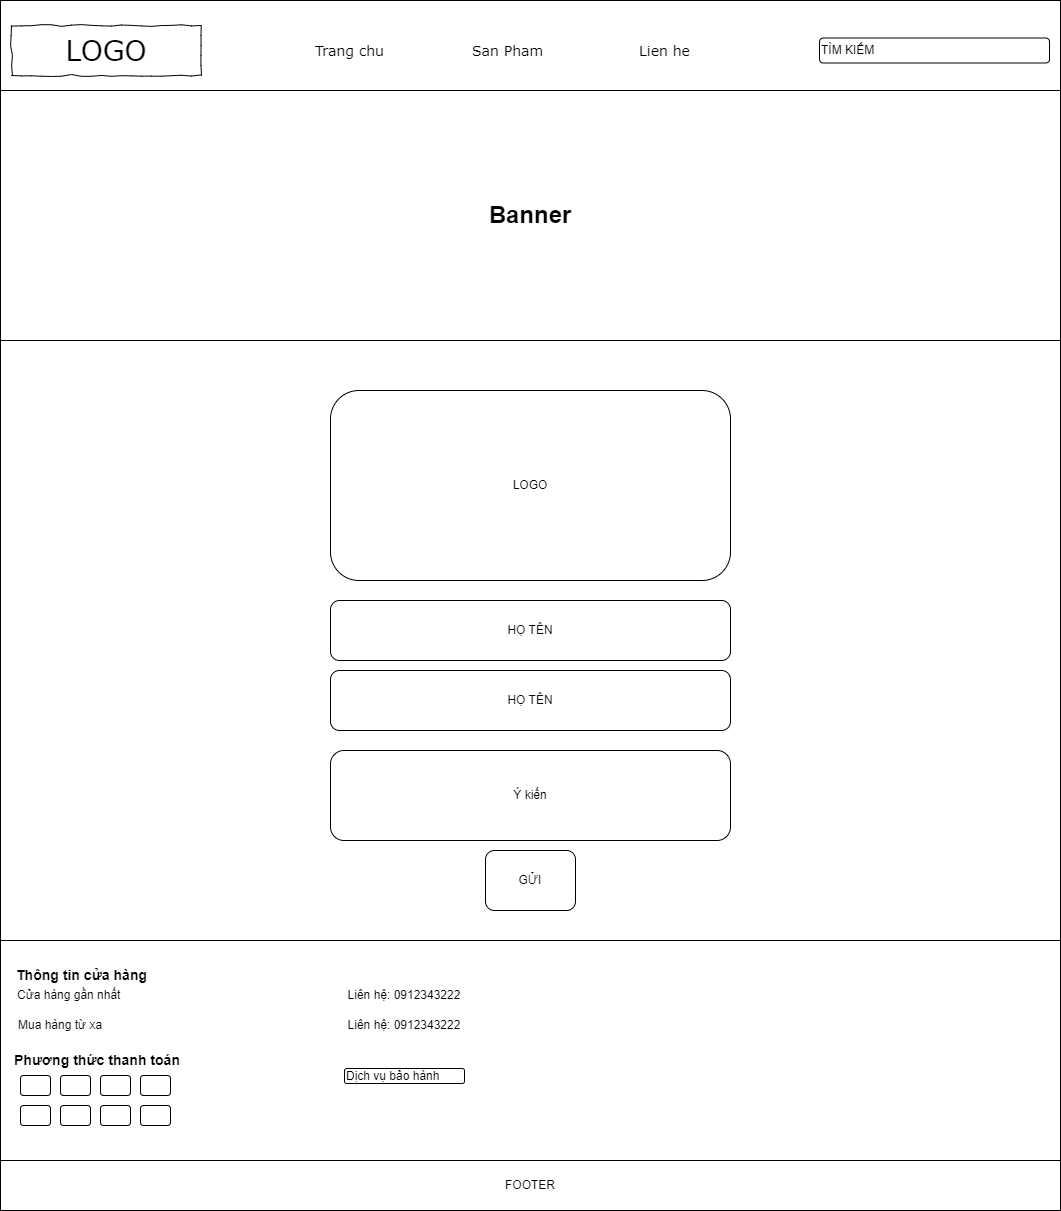 LOGO
Trang chu
San Pham
Lien he
TÌM KIẾM
Banner
LOGO
HỌ TÊN
HỌ TÊN
Ý kiến
GỬI
Thông tin cửa hàng
Cửa hàng gần nhất
Liên hệ: 0912343222
Mua hàng từ xa
Liên hệ: 0912343222
Phương thức thanh toán
Dịch vụ bảo hành
FOOTER